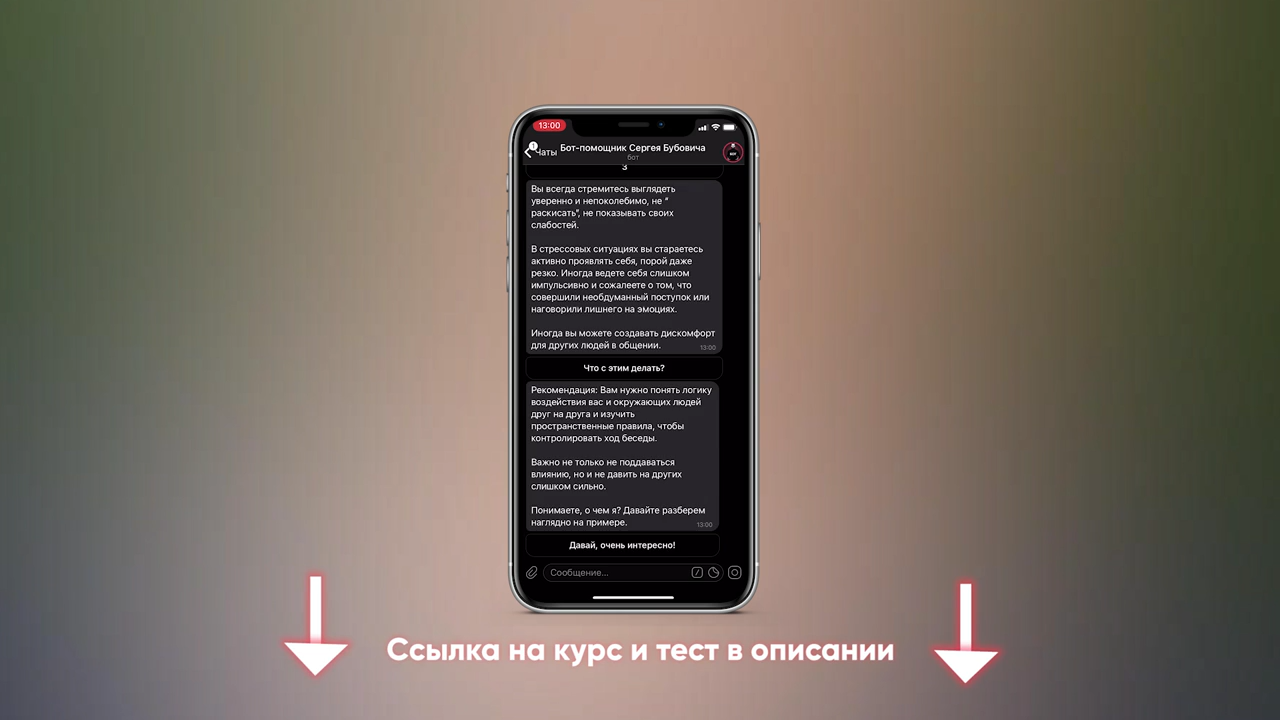 13:00
1
Чаты
Бот-помощник Сергея Бубовича
бот
3
Вы всегда стремитесь выглядеть
уверенно и непоколебимо, не “
раскисать”, не показывать своих
слабостей.
В стрессовых ситуациях вы стараетесь
активно проявлять себя, порой даже
резко. Иногда ведете себя слишком
импульсивно и сожалеете о том, что
совершили необдуманный поступок или
наговорили лишнего на эмоциях.
Иногда вы можете создавать дискомфорт
для других людей в общении.
13:00
Что с этим делать?
Рекомендация: Вам нужно понять логику
воздействия вас и окружающих людей
друг на друга и изучить
пространственные правила, чтобы
контролировать ход беседы.
Важно не только не поддаваться
влиянию, но и не давить на других
слишком сильно.
Понимаете, о чем я? Давайте разберем
наглядно на примере.
13:00
Давай, очень интересно!
Сообщение...
Ссылка на курс и тест в описании